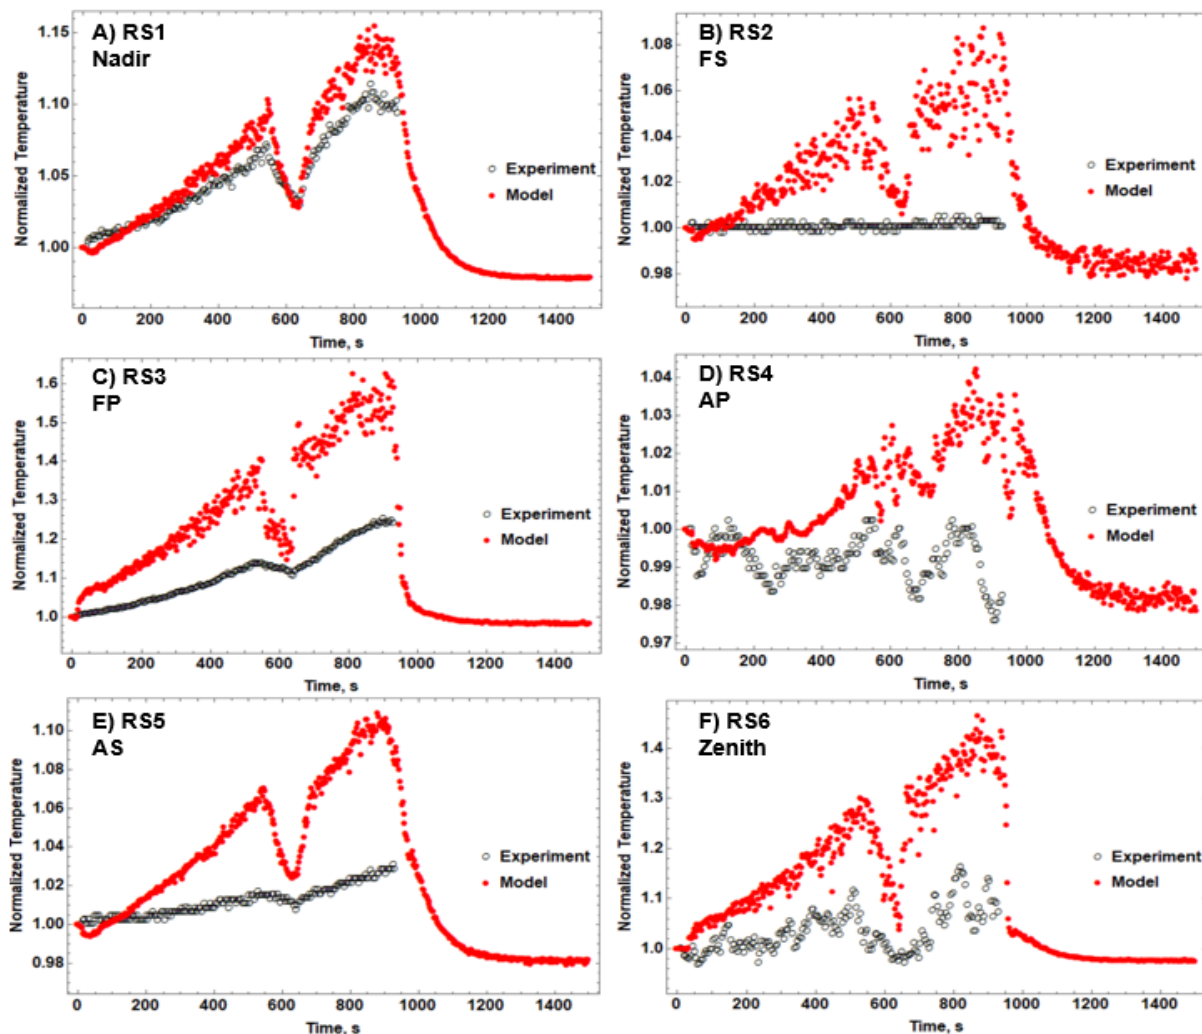 A) RS1
Nadir
Normalized Temperature
1.15
1.10
1.05
1.00
Experiment
Model
0 200 400 600 800 1000 1200 1400
Time, s
B) RS2
FS
Normalized Temperature
1.08
1.06
1.04
1.02
1.00
0.98
Experiment
Model
0 200 400 600 800 1000 1200 1400
Time, s
C) RS3
FP
Normalized Temperature
1.6
1.5
1.4
1.3
1.2
1.1
1.0
Experiment
Model
0 200 400 600 800 1000 1200 1400
Time, s
D) RS4
AP
Normalized Temperature
1.04
1.03
1.02
1.01
1.00
0.99
0.98
0.97
Experiment
Model
0 200 400 600 800 1000 1200 1400
Time, s
E) RS5
AS
Normalized Temperature
1.10
1.08
1.06
1.04
1.02
1.00
0.98
Experiment
Model
0 200 400 600 800 1000 1200 1400
Time, s
F) RS6
Zenith
Normalized Temperature
1.4
1.3
1.2
1.1
1.0
Experiment
Model
0 200 400 600 800 1000 1200 1400
Time, s